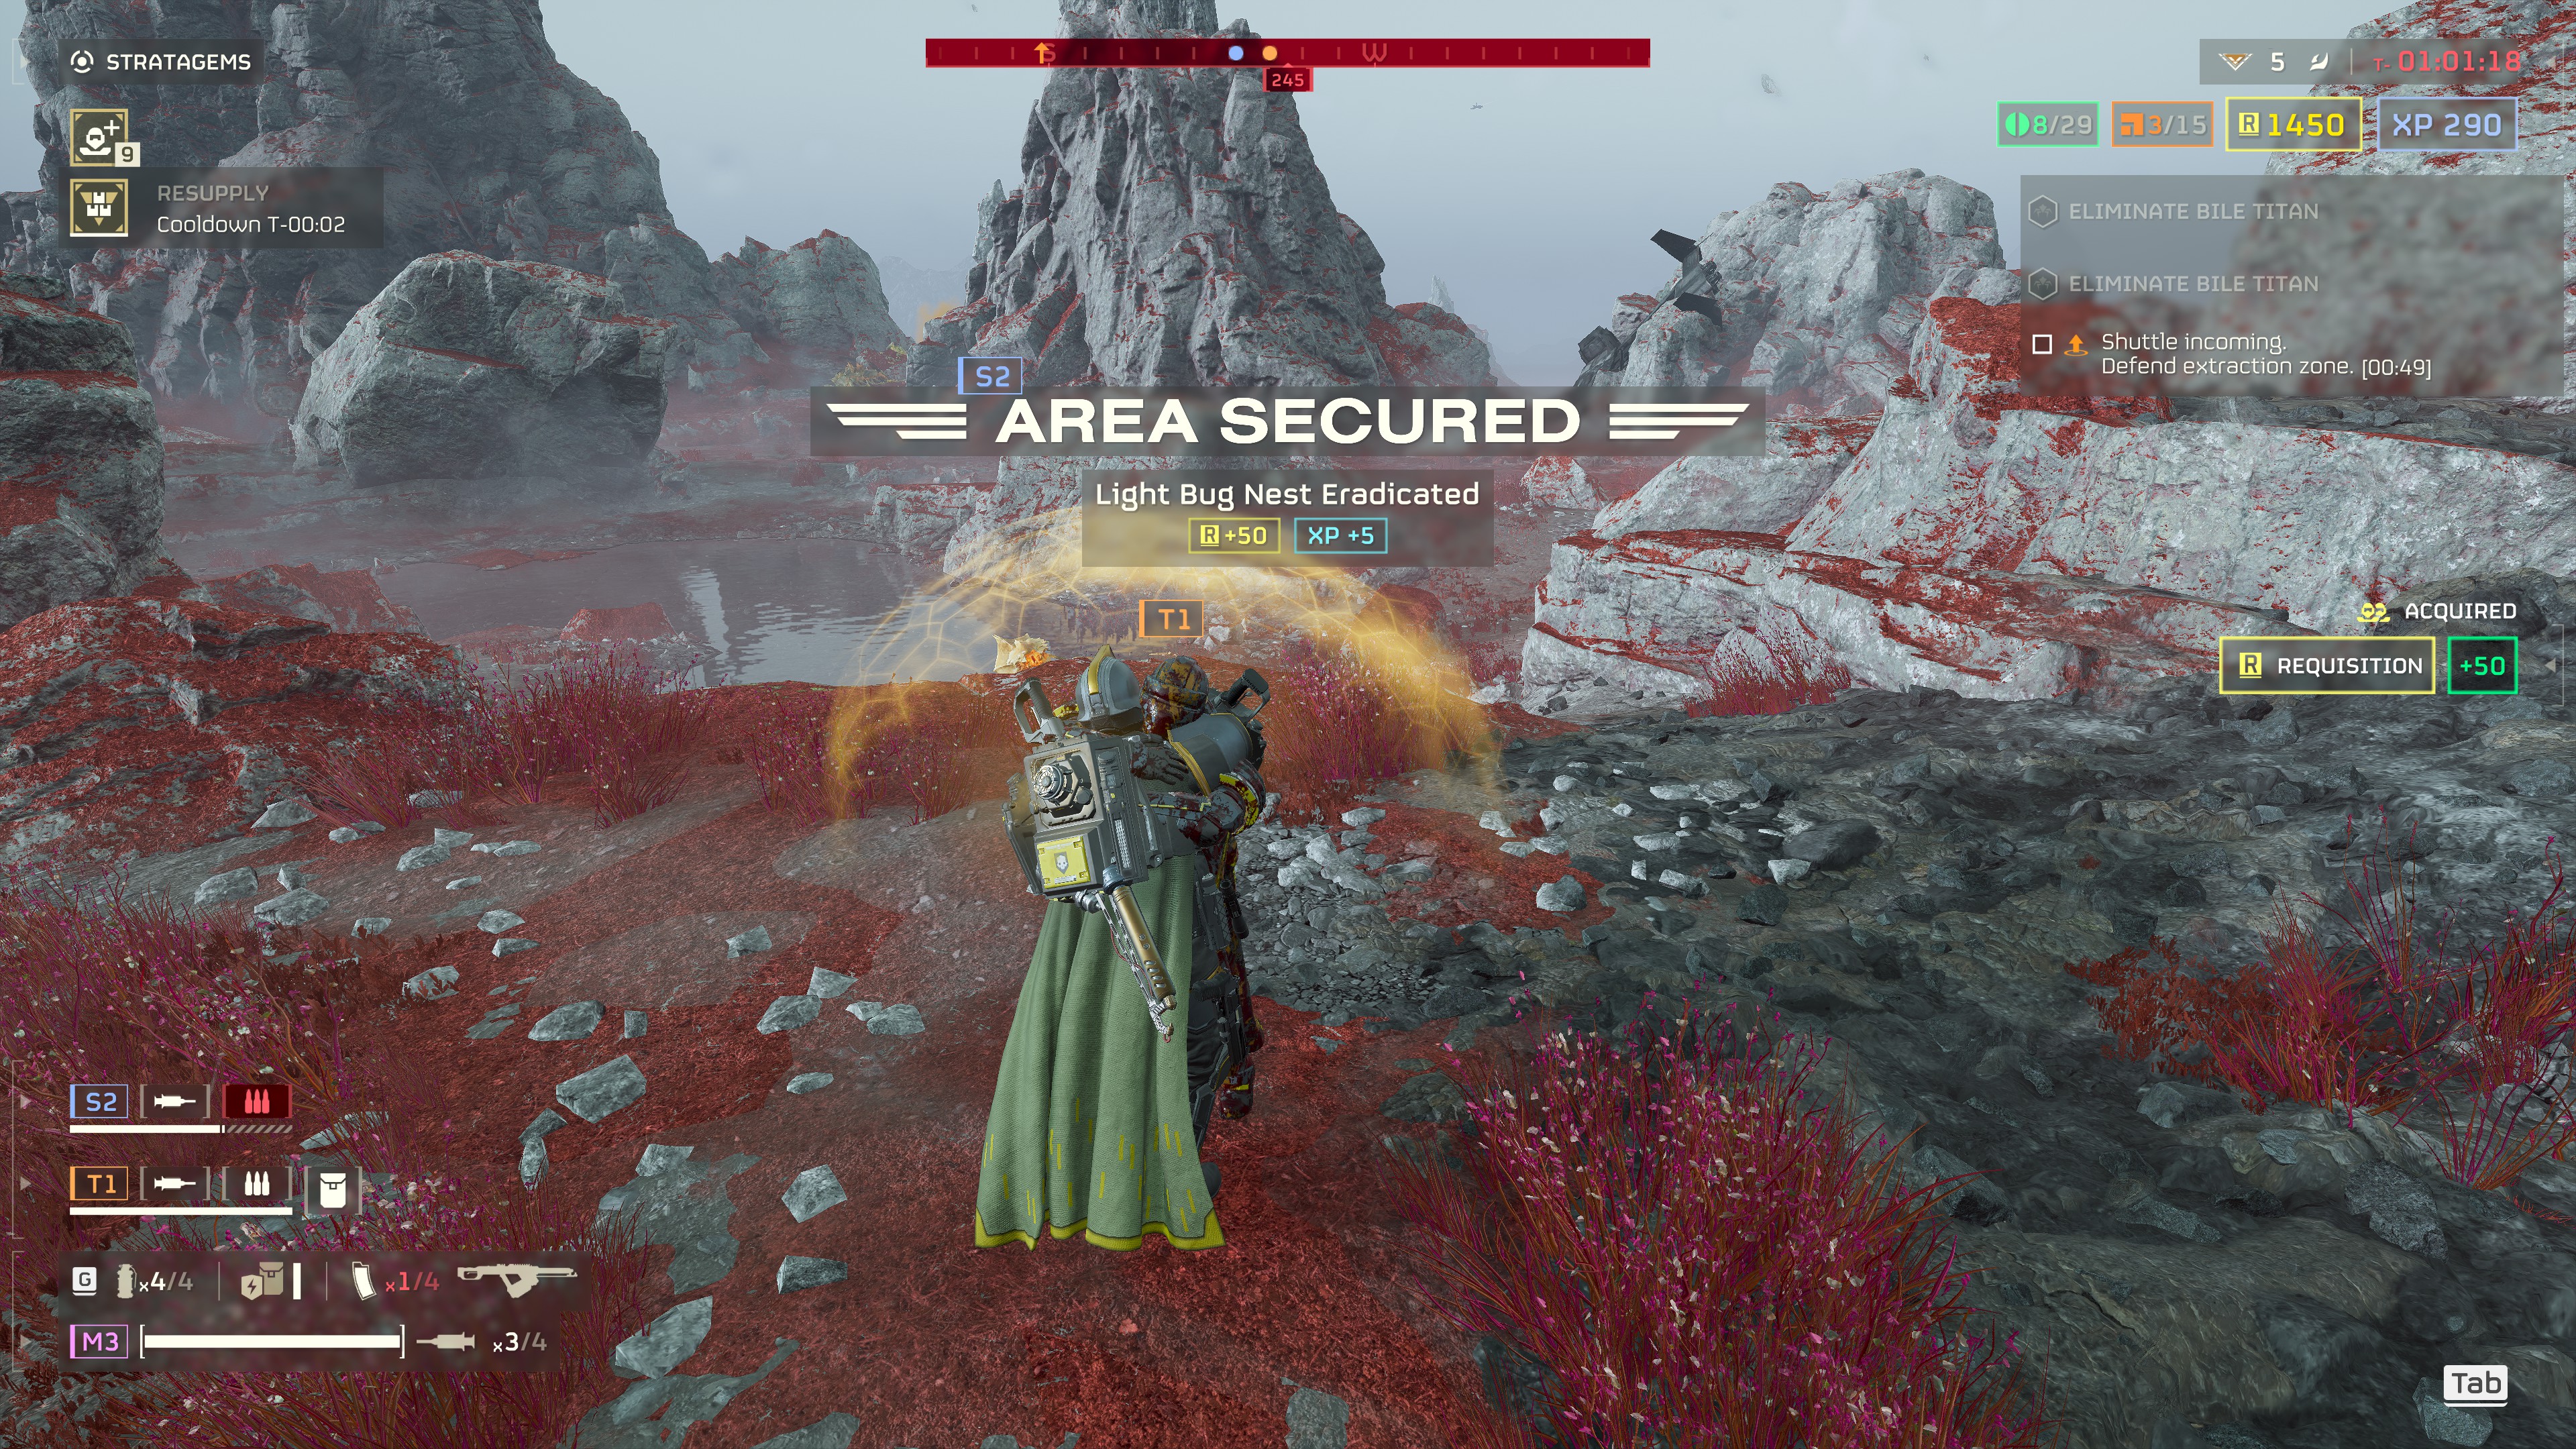 STRATAGEMS
9
RESUPPLY
Cooldown T-00:02
S
W
245
5
T- 01:01:18
8/29
3/15
R 1450
XP 290
ELIMINATE BILE TITAN
ELIMINATE BILE TITAN
Shuttle incoming.
Defend extraction zone. [00:49]
S2
AREA SECURED
Light Bug Nest Eradicated
R +50
XP +5
T1
ACQUIRED
R REQUISITION +50
S2
T1
G x4/4
x1/4
M3
x3/4
Tab